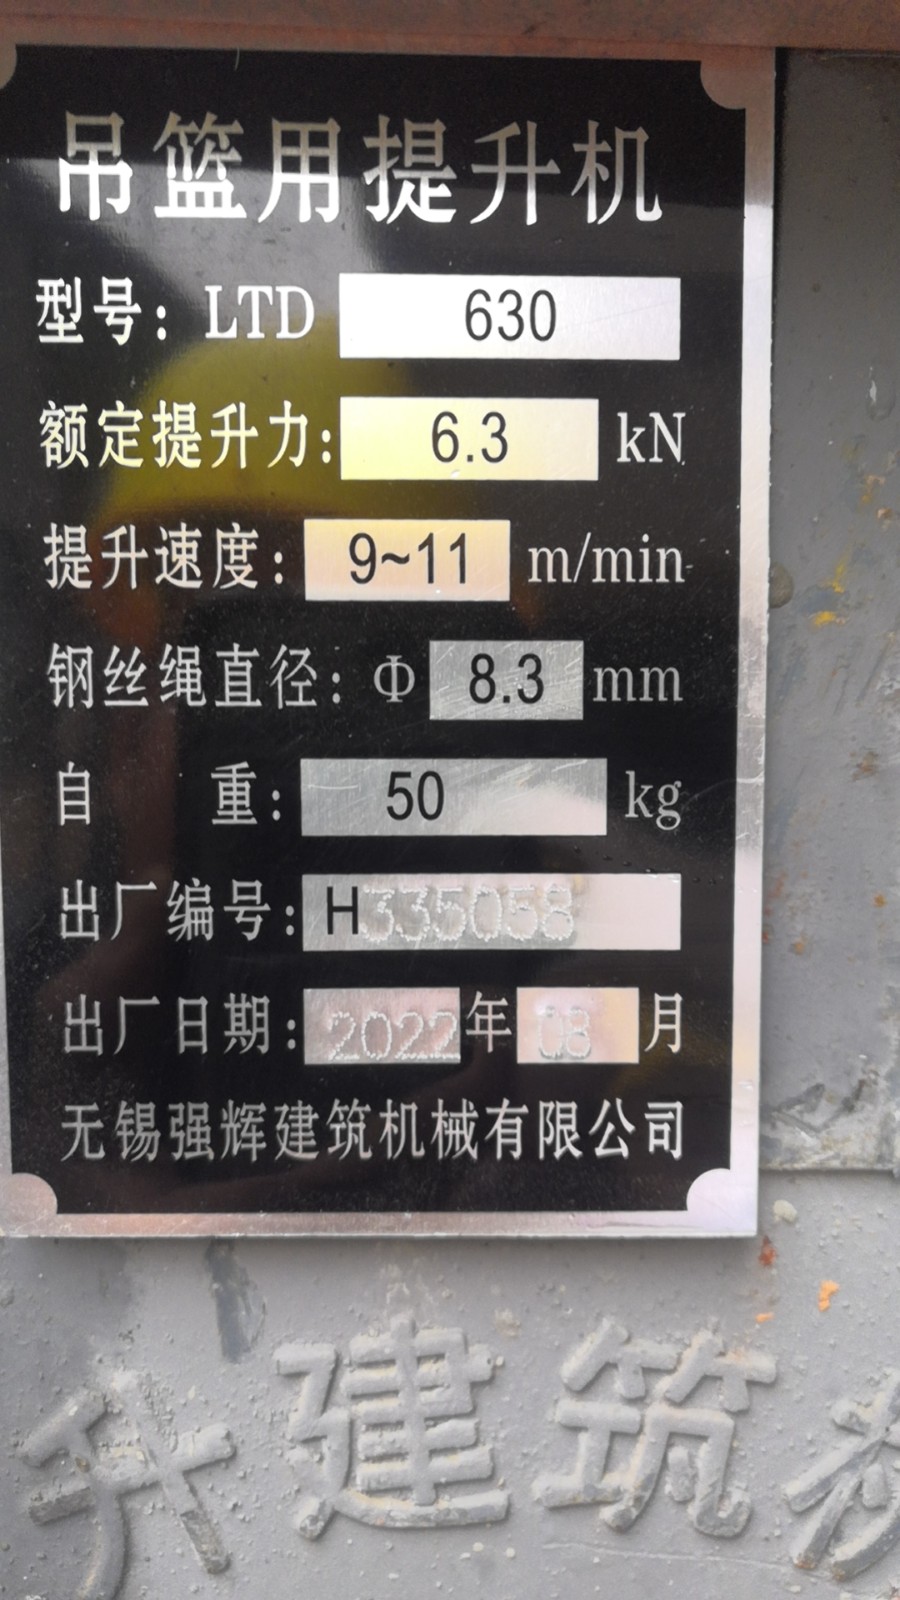 吊篮用提升机
型号：LTD 630
额定提升力：6.3 kN
提升速度：9~11 m/min
钢丝绳直径：Φ 8.3 mm
自 重：50 kg
出厂编号：H335058
出厂日期：2022年08月
无锡强辉建筑机械有限公司
升建筑